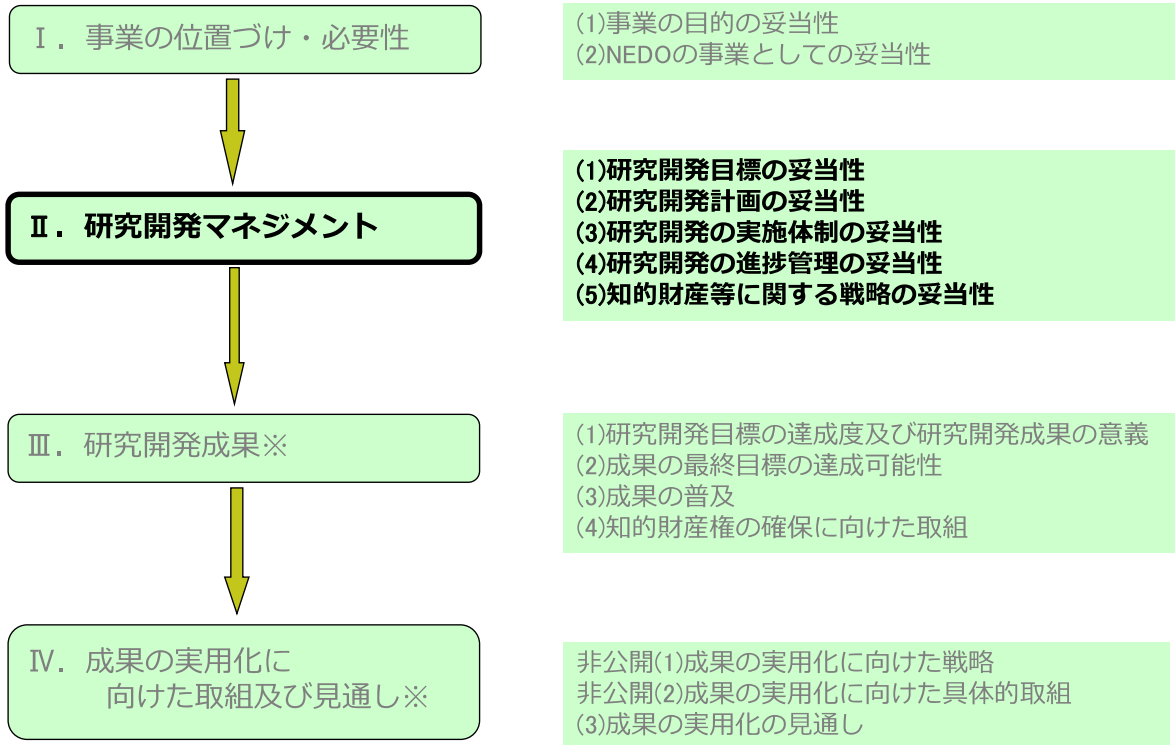 Ⅰ. 事業の位置づけ・必要性
(1)事業の目的の妥当性
(2)NEDOの事業としての妥当性
Ⅱ. 研究開発マネジメント
(1)研究開発目標の妥当性
(2)研究開発計画の妥当性
(3)研究開発の実施体制の妥当性
(4)研究開発の進捗管理の妥当性
(5)知的財産等に関する戦略の妥当性
Ⅲ. 研究開発成果※
(1)研究開発目標の達成度及び研究開発成果の意義
(2)成果の最終目標の達成可能性
(3)成果の普及
(4)知的財産権の確保に向けた取組
Ⅳ. 成果の実用化に
向けた取組及び見通し※
非公開(1)成果の実用化に向けた戦略
非公開(2)成果の実用化に向けた具体的取組
(3)成果の実用化の見通し